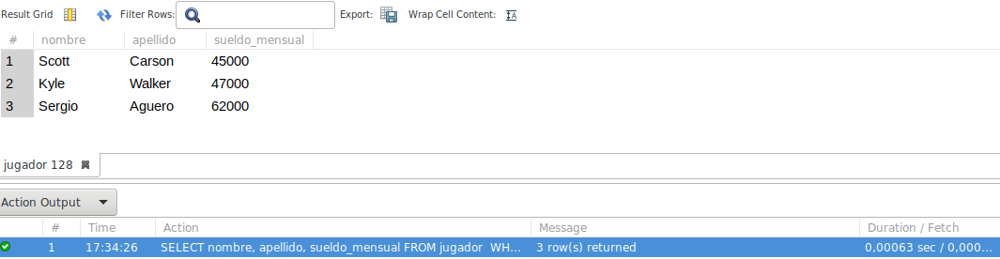 Result Grid Filter Rows: Export: Wrap Cell Content: IA
# nombre apellido sueldo_mensual
1 Scott Carson 45000
2 Kyle Walker 47000
3 Sergio Aguero 62000
jugador 128
Action Output
# Time Action Message Duration / Fetch
1 17:34:26 SELECT nombre, apellido, sueldo_mensual FROM jugador WH... 3 row(s) returned 0,00063 sec / 0,000...